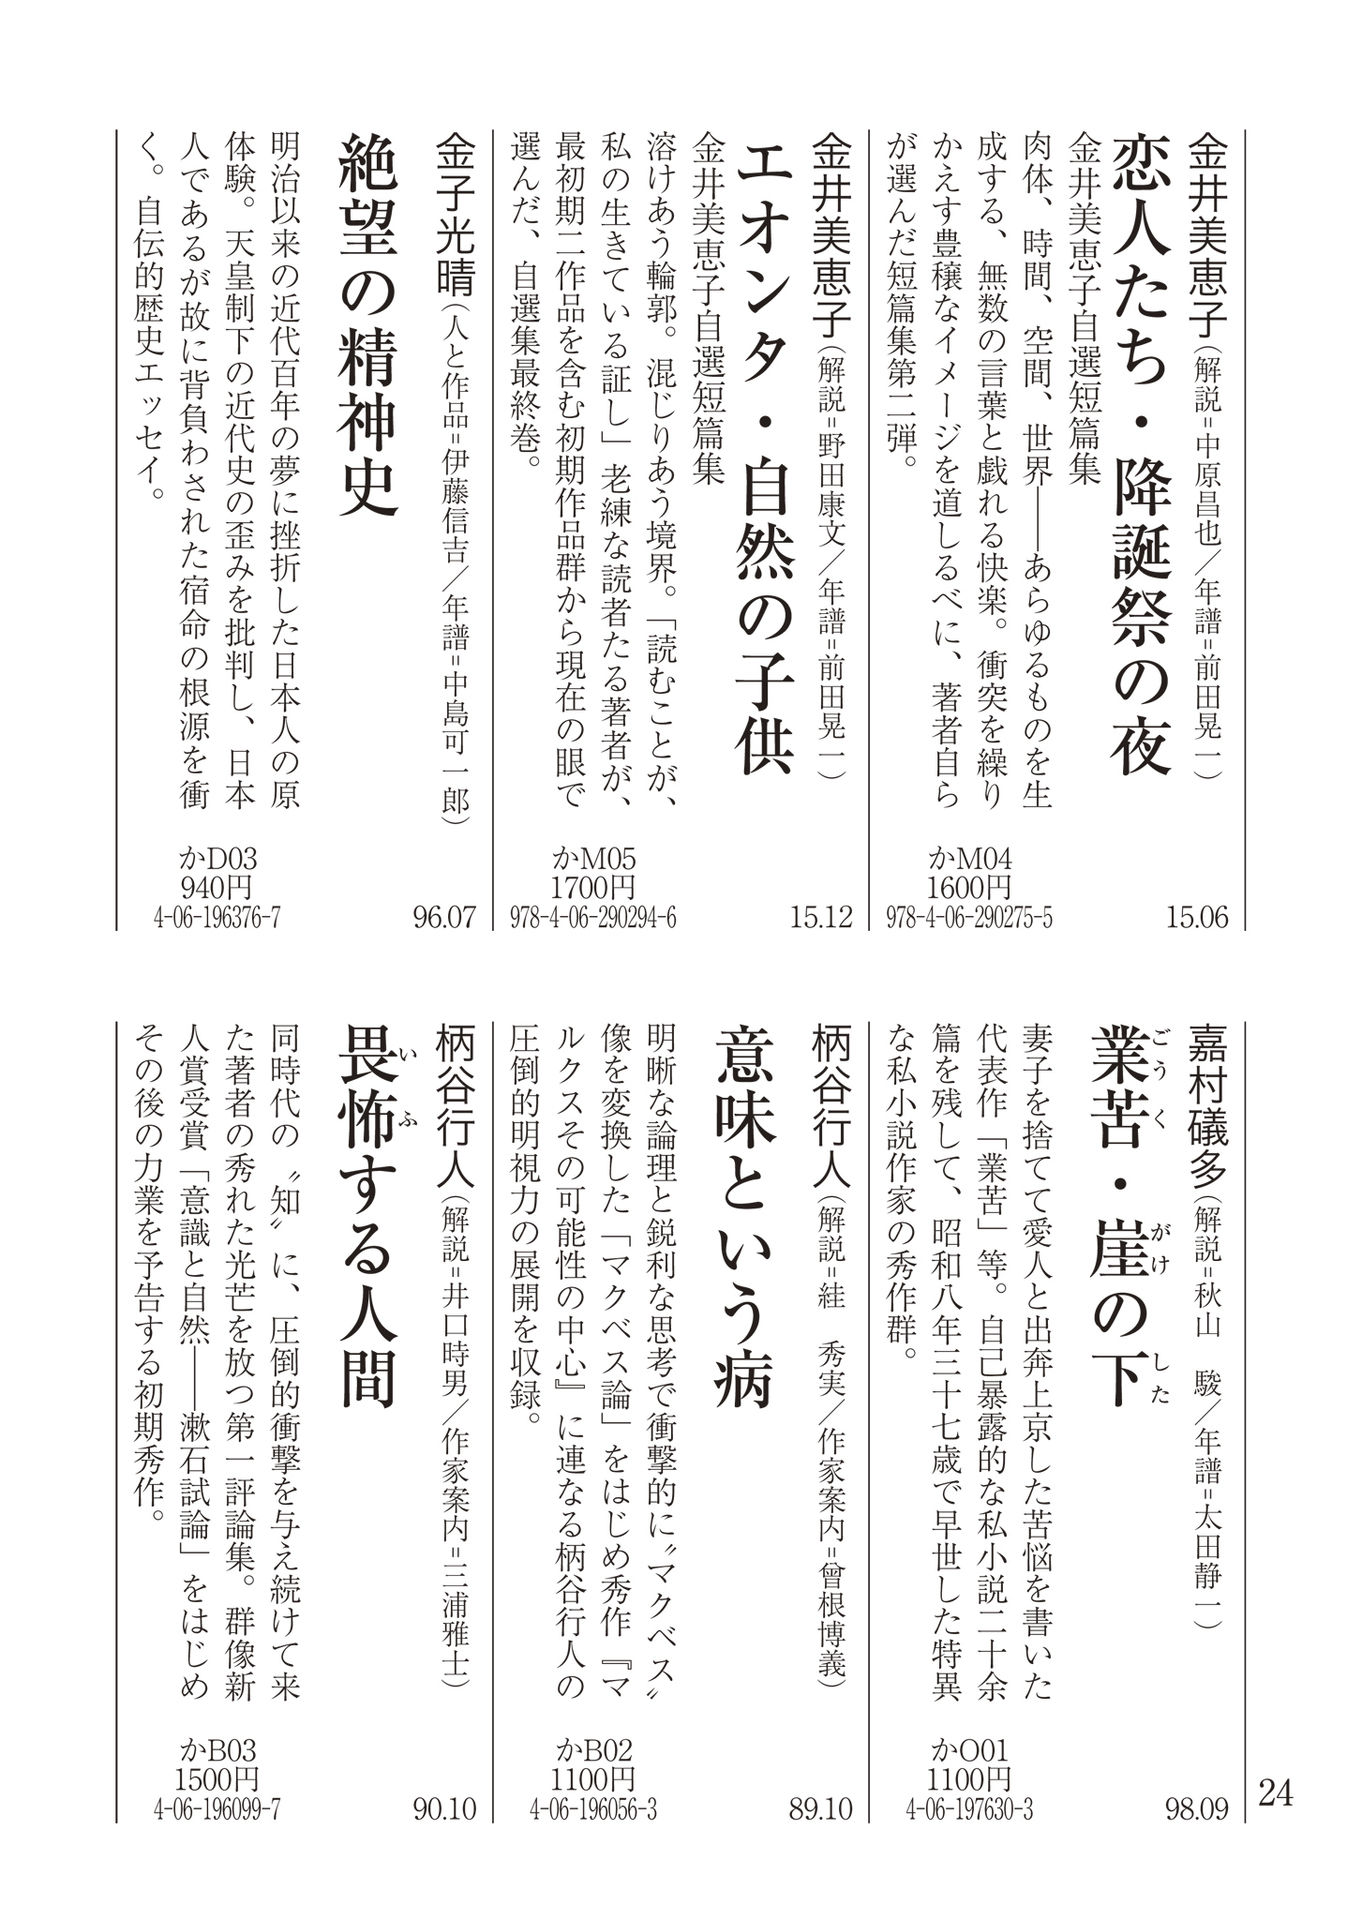 金井美恵子（解説=中原昌也／年譜=前田晃一）
恋人たち・降誕祭の夜
金井美恵子自選短篇集
肉体、時間、空間、世界――あらゆるものを生
成する、無数の言葉と戯れる快楽。衝突を繰り
かえす豊穣なイメージを道しるべに、著者自ら
が選んだ短篇集第二弾。
かM04
1600円
978-4-06-290275-5
15.06
金井美恵子（解説=野田康文／年譜=前田晃一）
エオンタ・自然の子供
金井美恵子自選短篇集
溶けあう輪郭。混じりあう境界。「読むことが、
私の生きている証し」老練な読者たる著者が、
最初期二作品を含む初期作品群から現在の眼で
選んだ、自選集最終巻。
かM05
1700円
978-4-06-290294-6
15.12
金子光晴（人と作品=伊藤信吉／年譜=中島可一郎）
絶望の精神史
明治以来の近代百年の夢に挫折した日本人の原
体験。天皇制下の近代史の歪みを批判し、日本
人であるが故に背負わされた宿命の根源を衝
く。自伝的歴史エッセイ。
かD03
940円
4-06-196376-7
96.07
嘉村礒多（解説=秋山　駿／年譜=太田静一）
業苦・崖の下
ごうく　がけ　した
妻子を捨てて愛人と出奔上京した苦悩を書いた
代表作「業苦」等。自己暴露的な私小説二十余
篇を残して、昭和八年三十七歳で早世した特異
な私小説作家の秀作群。
かO01
1100円
4-06-197630-3
98.09
柄谷行人（解説=絓　秀実／作家案内=曾根博義）
意味という病
明晰な論理と鋭利な思考で衝撃的に〝マクベス〟
像を変換した「マクベス論」をはじめ秀作『マ
ルクスその可能性の中心』に連なる柄谷行人の
圧倒的明視力の展開を収録。
かB02
1100円
4-06-196056-3
89.10
柄谷行人（解説=井口時男／作家案内=三浦雅士）
畏怖する人間
いふ
同時代の〝知〟に、圧倒的衝撃を与え続けて来
た著者の秀れた光芒を放つ第一評論集。群像新
人賞受賞「意識と自然――漱石試論」をはじめ
その後の力業を予告する初期秀作。
かB03
1500円
4-06-196099-7
90.10
24